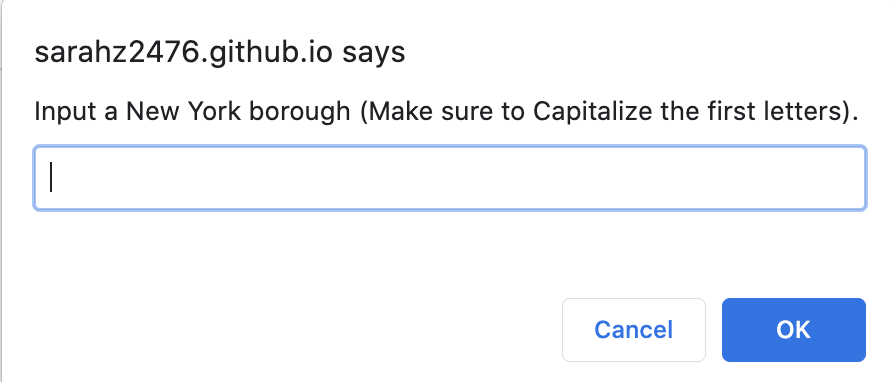 sarahz2476.github.io says
Input a New York borough (Make sure to Capitalize the first letters).
Cancel OK